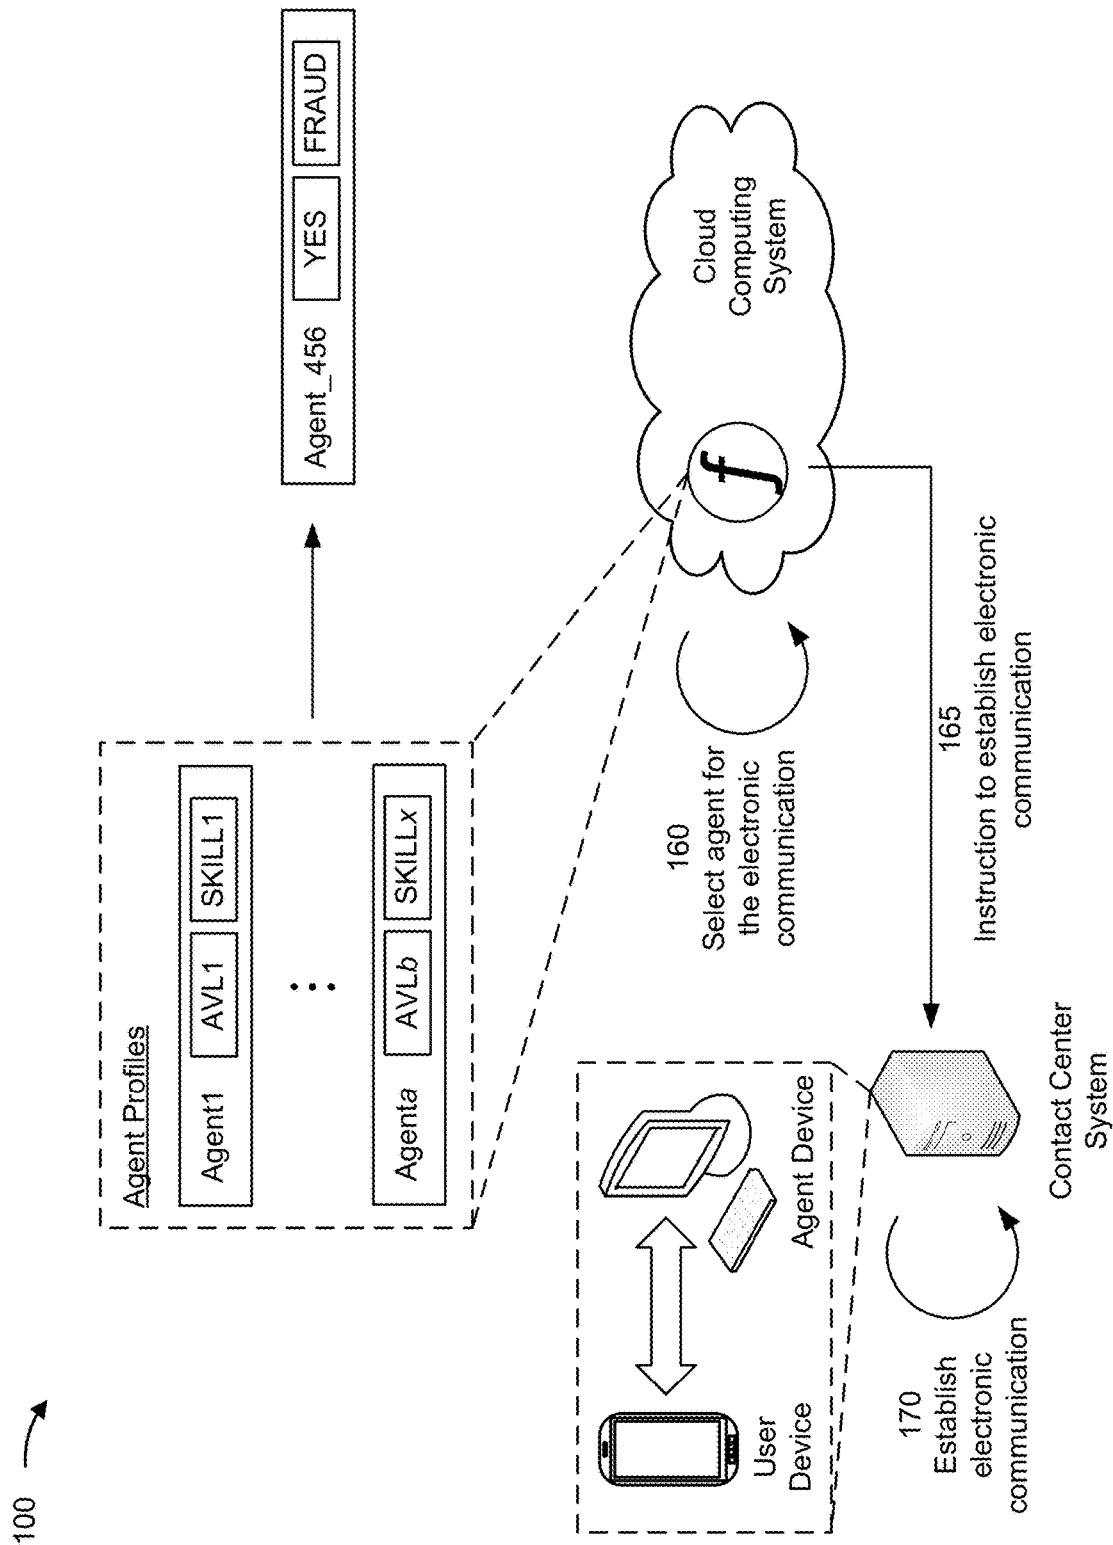 100
Agent Profiles
Agent1
AVL1
SKILL1
Agenta
AVLb
SKILLx
Agent_456
YES
FRAUD
160
Select agent for
the electronic
communication
Cloud
Computing
System
f
165
Instruction to establish electronic
communication
User
Device
Agent Device
170
Establish
electronic
communication
Contact Center
System